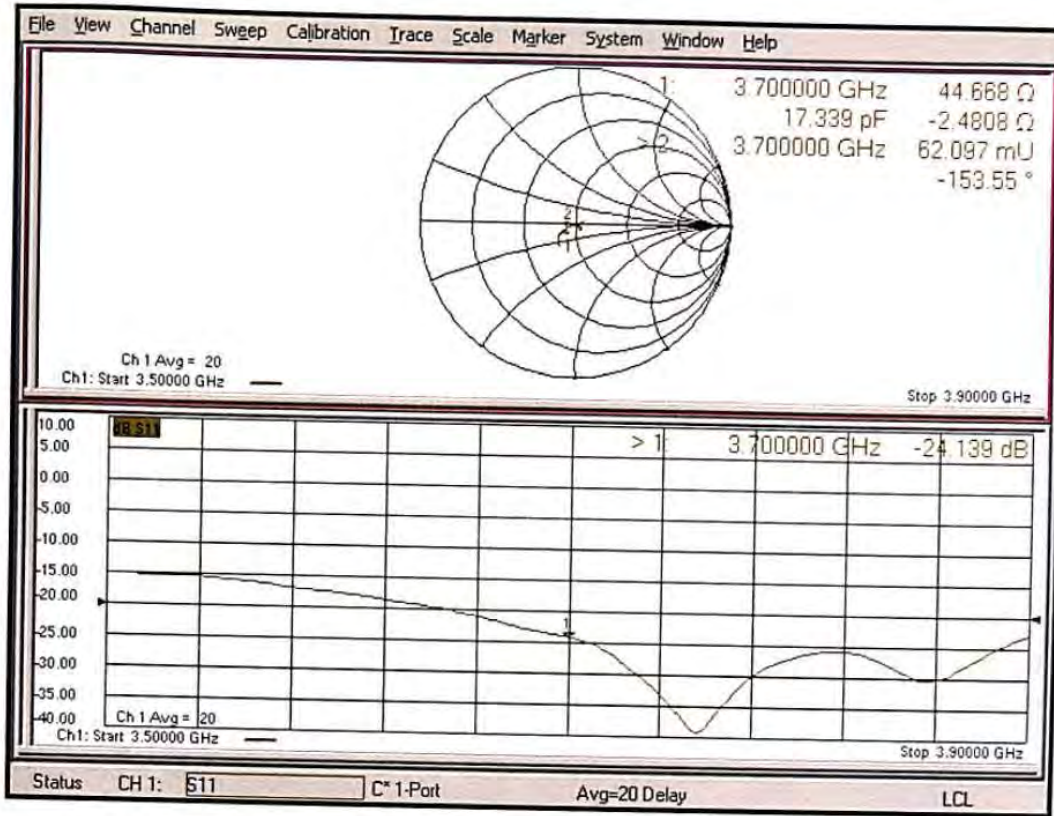 File View Channel Sweep Calibration Trace Scale Marker System Window Help
1: 3.700000 GHz 44.668 Ω
17.339 pF -2.4808 Ω
> 2 3.700000 GHz 62.097 mU
-153.55 °
2
1
Ch 1 Avg = 20
Ch1: Start 3.50000 GHz
Stop 3.90000 GHz
10.00
dB S11
> 1: 3.700000 GHz -24.139 dB
5.00
0.00
-5.00
-10.00
-15.00
-20.00
1
-25.00
-30.00
-35.00
-40.00
Ch 1 Avg = 20
Ch1: Start 3.50000 GHz
Stop 3.90000 GHz
Status CH 1: S11 C* 1-Port Avg=20 Delay LCL